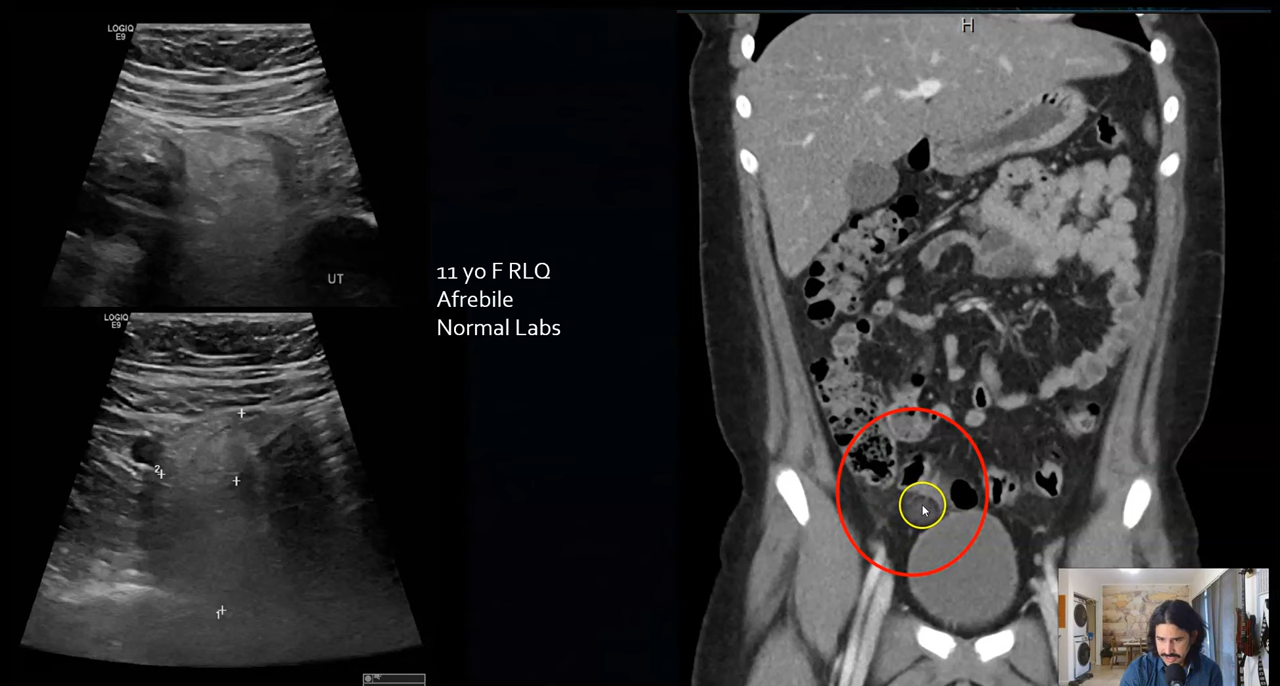 LOGIQ
E9
UT
LOGIQ
E9
2
1
11 yo F RLQ
Afrebile
Normal Labs
H